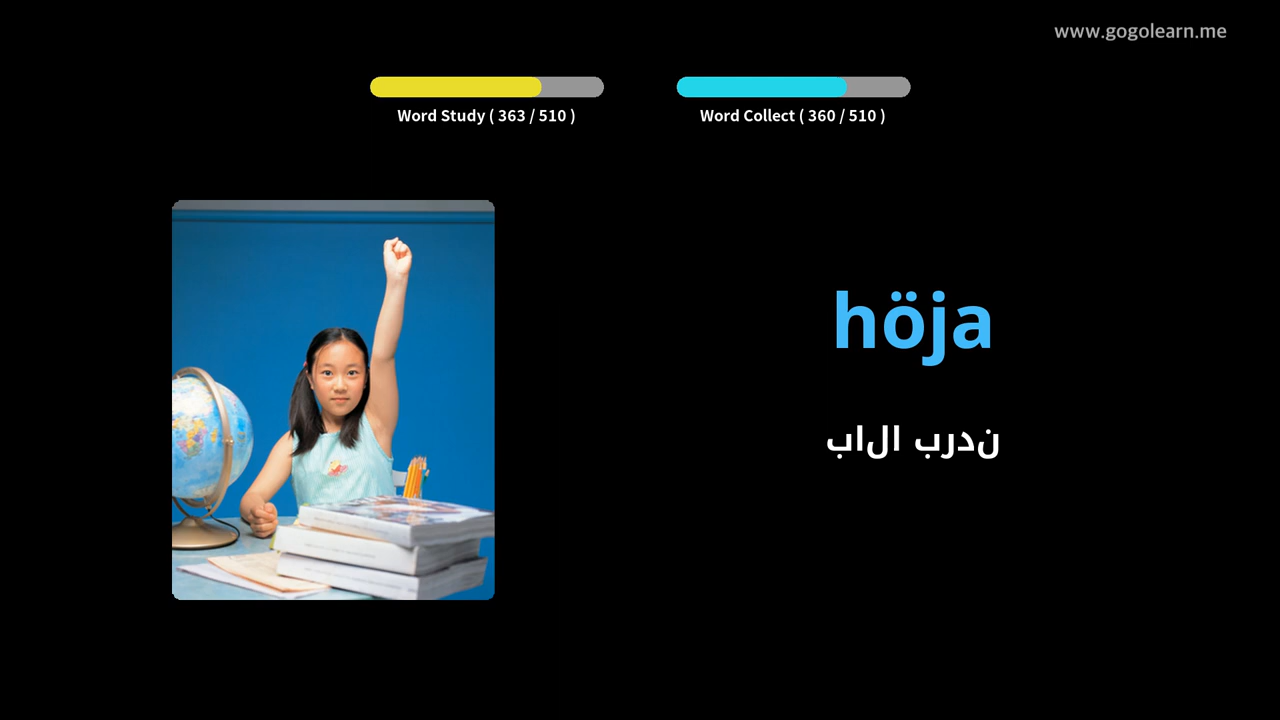 www.gogolearn.me
Word Study ( 363 / 510 )
Word Collect ( 360 / 510 )
höja
ندرب الاب